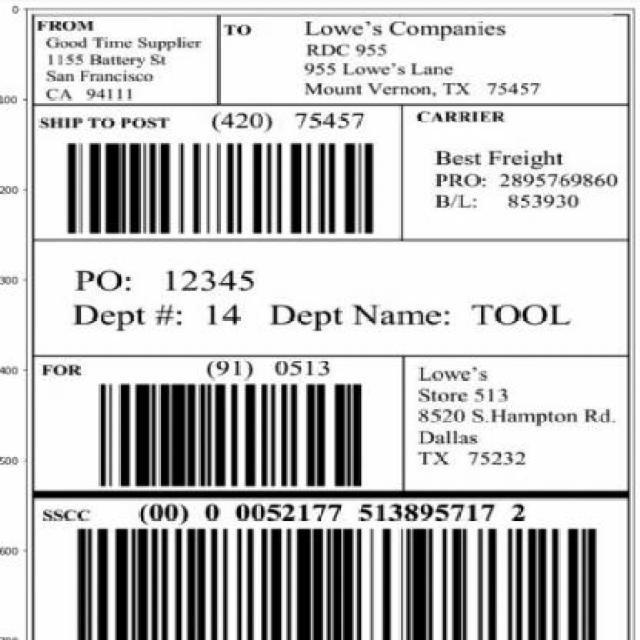 0
100
200
300
400
500
600
FROM
Good Time Supplier
1155 Battery St
San Francisco
CA 94111
TO
Lowe's Companies
RDC 955
955 Lowe's Lane
Mount Vernon, TX 75457
SHIP TO POST (420) 75457
CARRIER
Best Freight
PRO: 2895769860
B/L: 853930
PO: 12345
Dept #: 14 Dept Name: TOOL
FOR (91) 0513
Lowe's
Store 513
8520 S.Hampton Rd.
Dallas
TX 75232
SSCC (00) 0 0052177 513895717 2